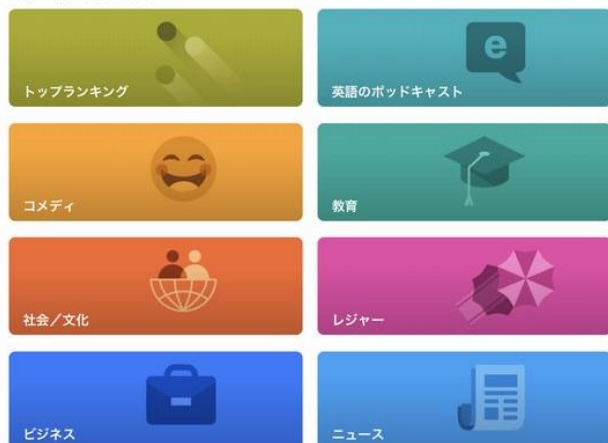 トップランキング
e
英語のポッドキャスト
コメディ
教育
社会／文化
レジャー
ビジネス
ニュース